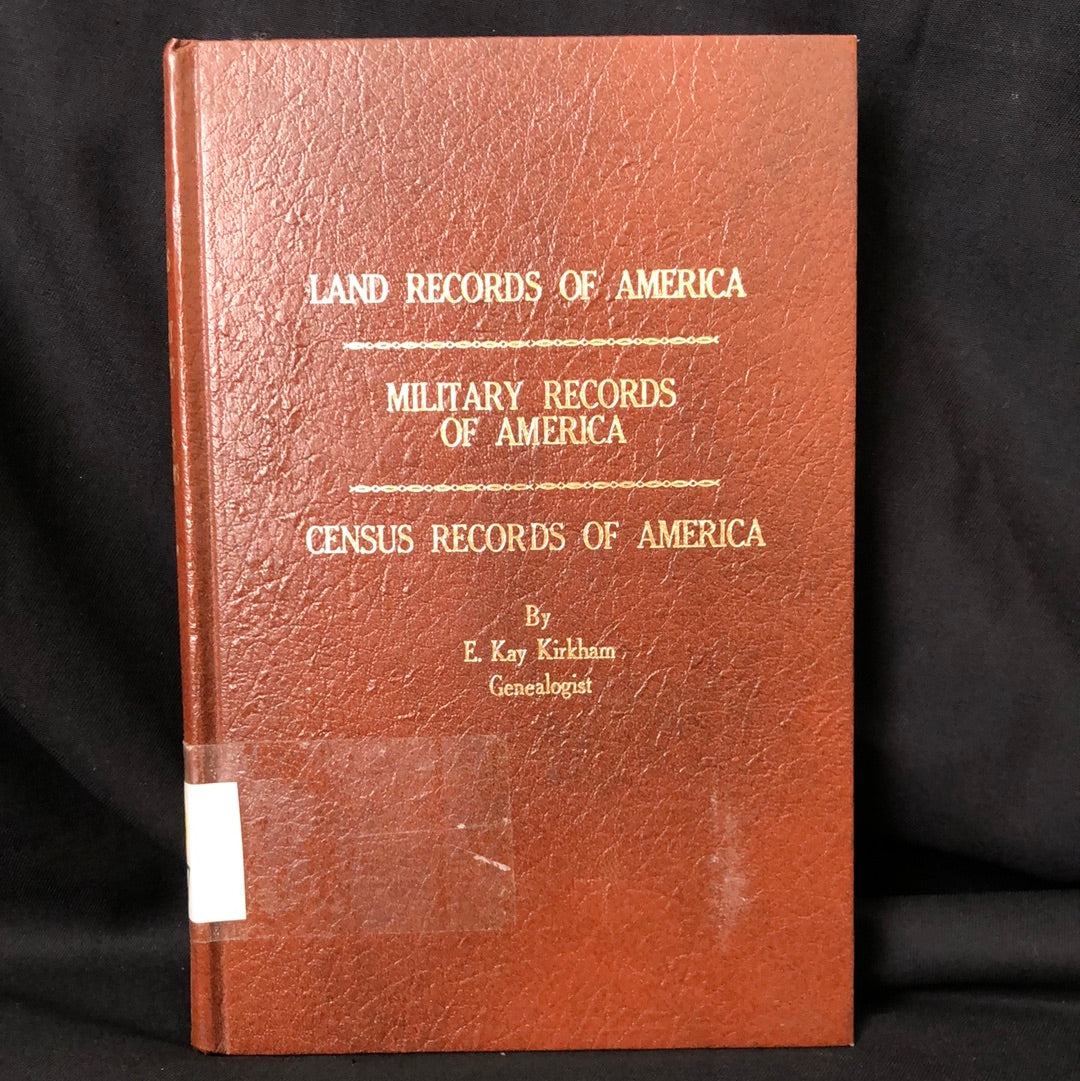 LAND RECORDS OF AMERICA
MILITARY RECORDS
OF AMERICA
CENSUS RECORDS OF AMERICA
By
E. Kay Kirkham
Genealogist